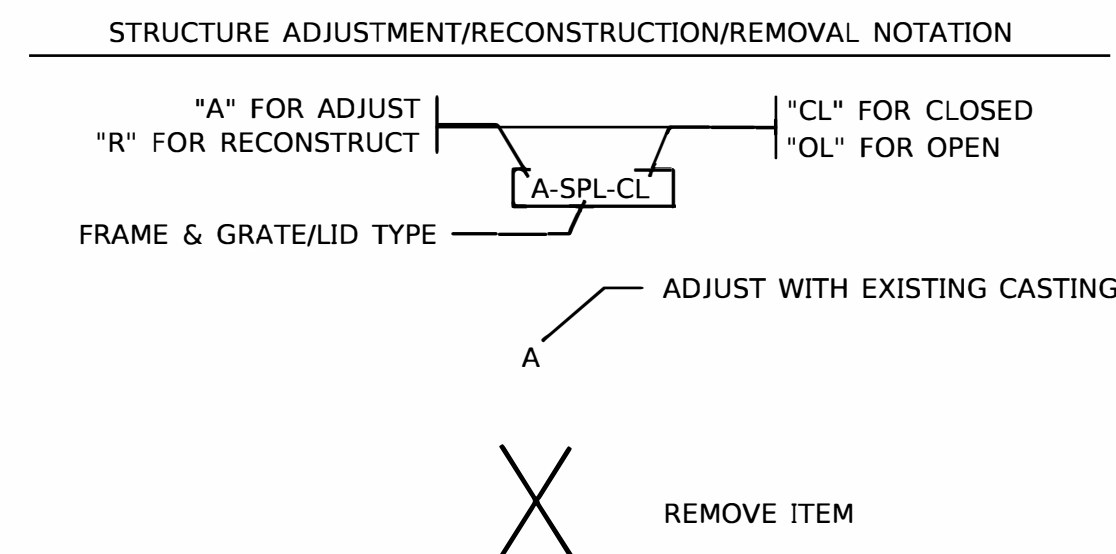 STRUCTURE ADJUSTMENT/RECONSTRUCTION/REMOVAL NOTATION
"A" FOR ADJUST
"R" FOR RECONSTRUCT
"CL" FOR CLOSED
"OL" FOR OPEN
A-SPL-CL
FRAME & GRATE/LID TYPE
ADJUST WITH EXISTING CASTING
A
REMOVE ITEM